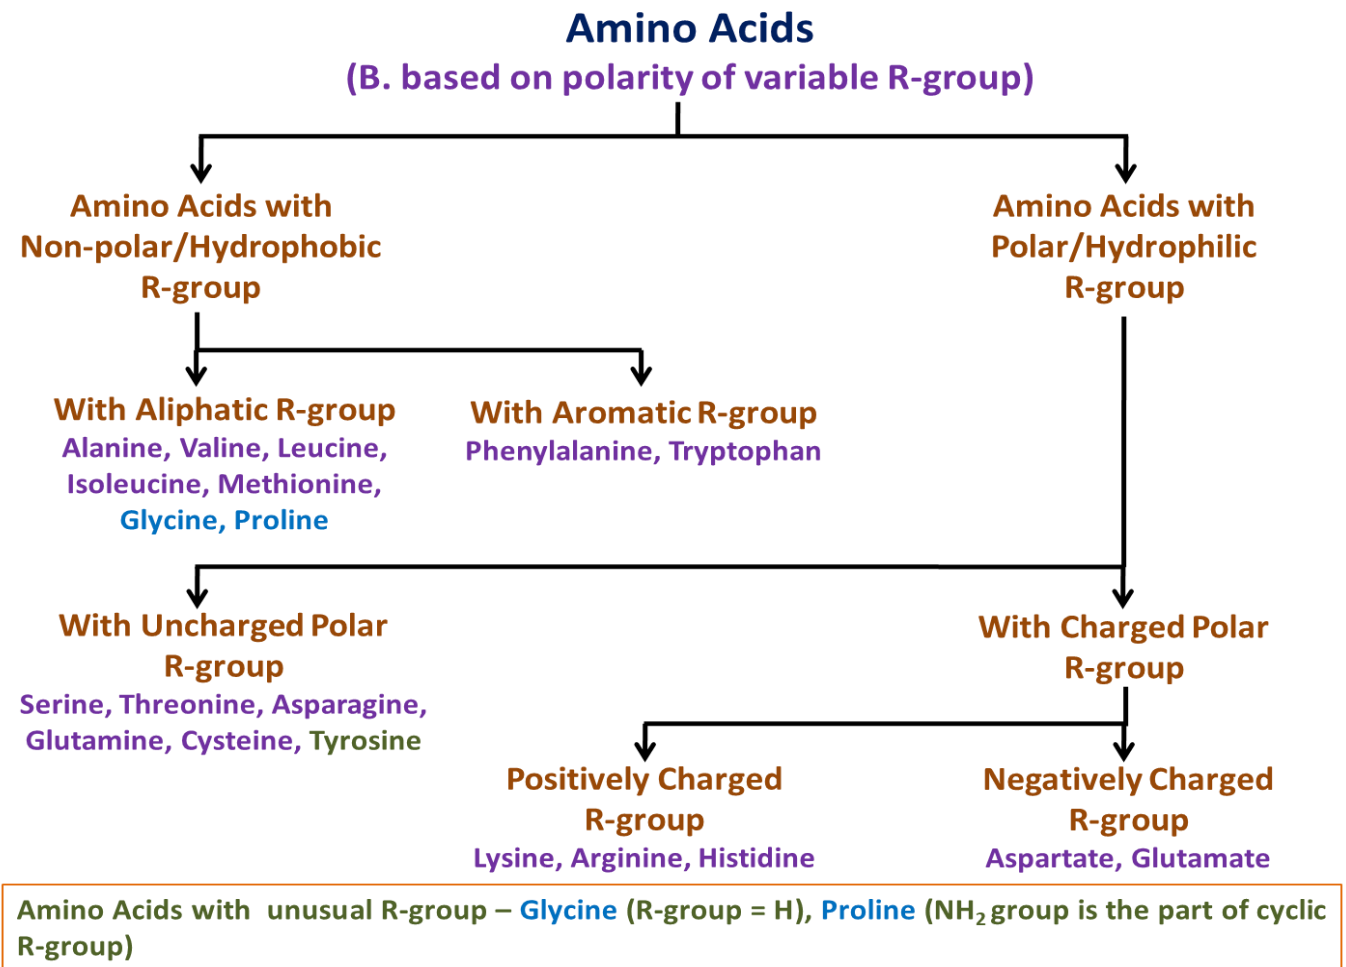 Amino Acids
(B. based on polarity of variable R-group)
Amino Acids with
Non-polar/Hydrophobic
R-group
Amino Acids with
Polar/Hydrophilic
R-group
With Aliphatic R-group
Alanine, Valine, Leucine,
Isoleucine, Methionine,
Glycine, Proline
With Aromatic R-group
Phenylalanine, Tryptophan
With Uncharged Polar
R-group
Serine, Threonine, Asparagine,
Glutamine, Cysteine, Tyrosine
With Charged Polar
R-group
Positively Charged
R-group
Lysine, Arginine, Histidine
Negatively Charged
R-group
Aspartate, Glutamate
Amino Acids with unusual R-group – Glycine (R-group = H), Proline (NH₂ group is the part of cyclic
R-group)